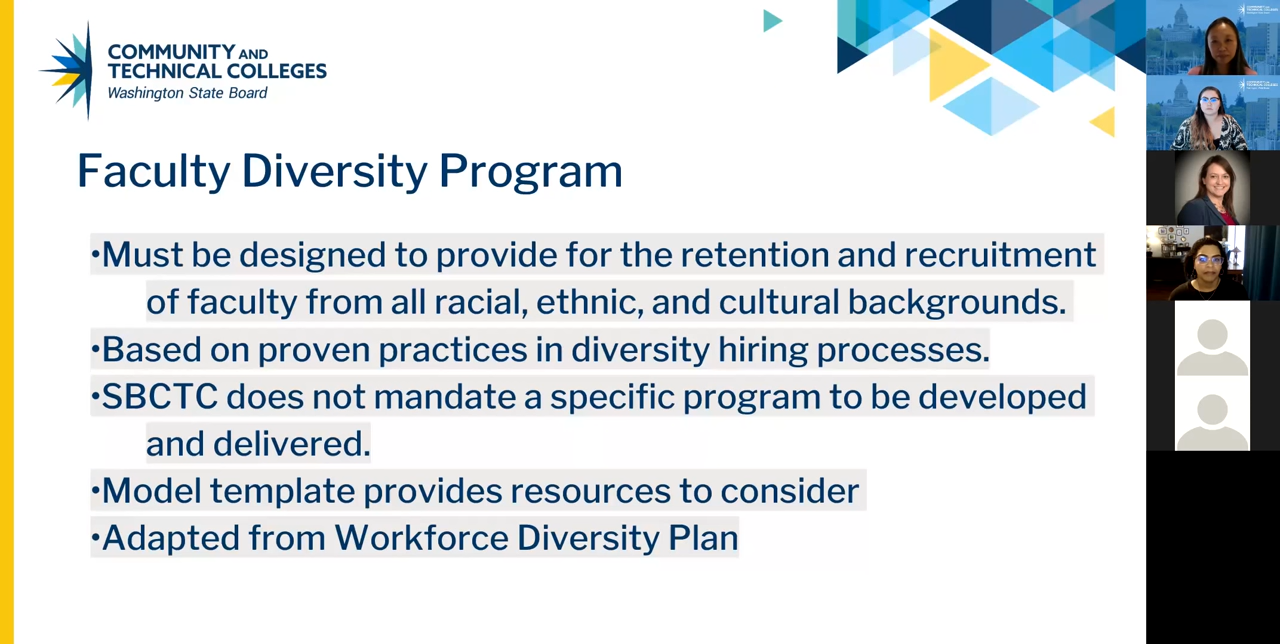 COMMUNITY AND
TECHNICAL COLLEGES
Washington State Board
Faculty Diversity Program
•Must be designed to provide for the retention and recruitment
of faculty from all racial, ethnic, and cultural backgrounds.
•Based on proven practices in diversity hiring processes.
•SBCTC does not mandate a specific program to be developed
and delivered.
•Model template provides resources to consider
•Adapted from Workforce Diversity Plan